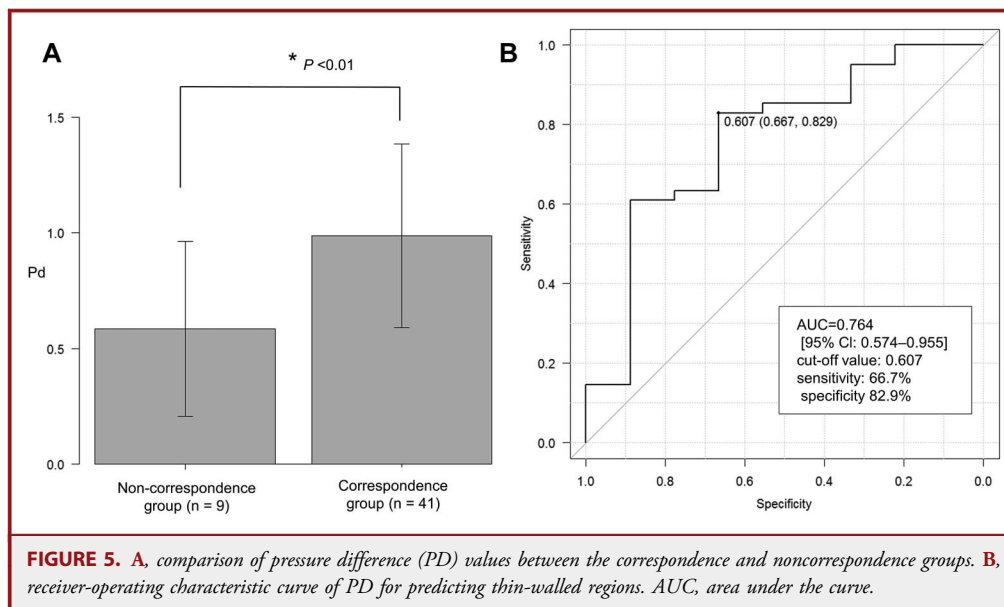 A
* P <0.01
1.5
1.0
Pd
0.5
0.0
Non-correspondence
group (n = 9)
Correspondence
group (n = 41)
B
1.0
0.8
0.6
0.4
0.2
0.0
Sensitivity
0.607 (0.667, 0.829)
AUC=0.764
[95% CI: 0.574–0.955]
cut-off value: 0.607
sensitivity: 66.7%
specificity 82.9%
1.0 0.8 0.6 0.4 0.2 0.0
Specificity
FIGURE 5. A, comparison of pressure difference (PD) values between the correspondence and noncorrespondence groups. B,
receiver-operating characteristic curve of PD for predicting thin-walled regions. AUC, area under the curve.